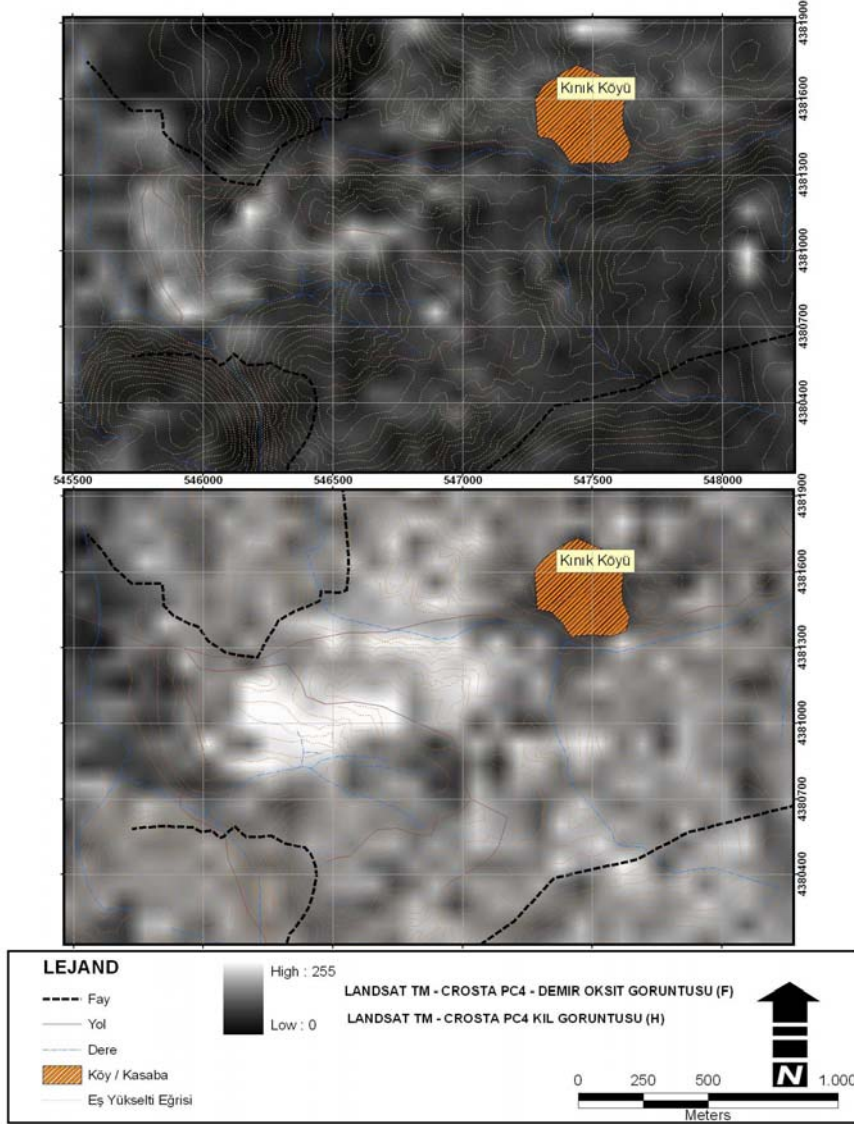 4381900
Kınık Köyü
4381600
4381300
4381000
4380700
4380400
545500 546000 546500 547000 547500 548000
4381900
Kınık Köyü
4381600
4381300
4381000
4380700
4380400
LEJAND
Fay
Yol
Dere
Köy / Kasaba
Eş Yükselti Eğrisi
High : 255
Low : 0
LANDSAT TM - CROSTA PC4 - DEMIR OKSIT GORUNTUSU (F)
LANDSAT TM - CROSTA PC4 KIL GORUNTUSU (H)
N
0 250 500 1.000
Meters